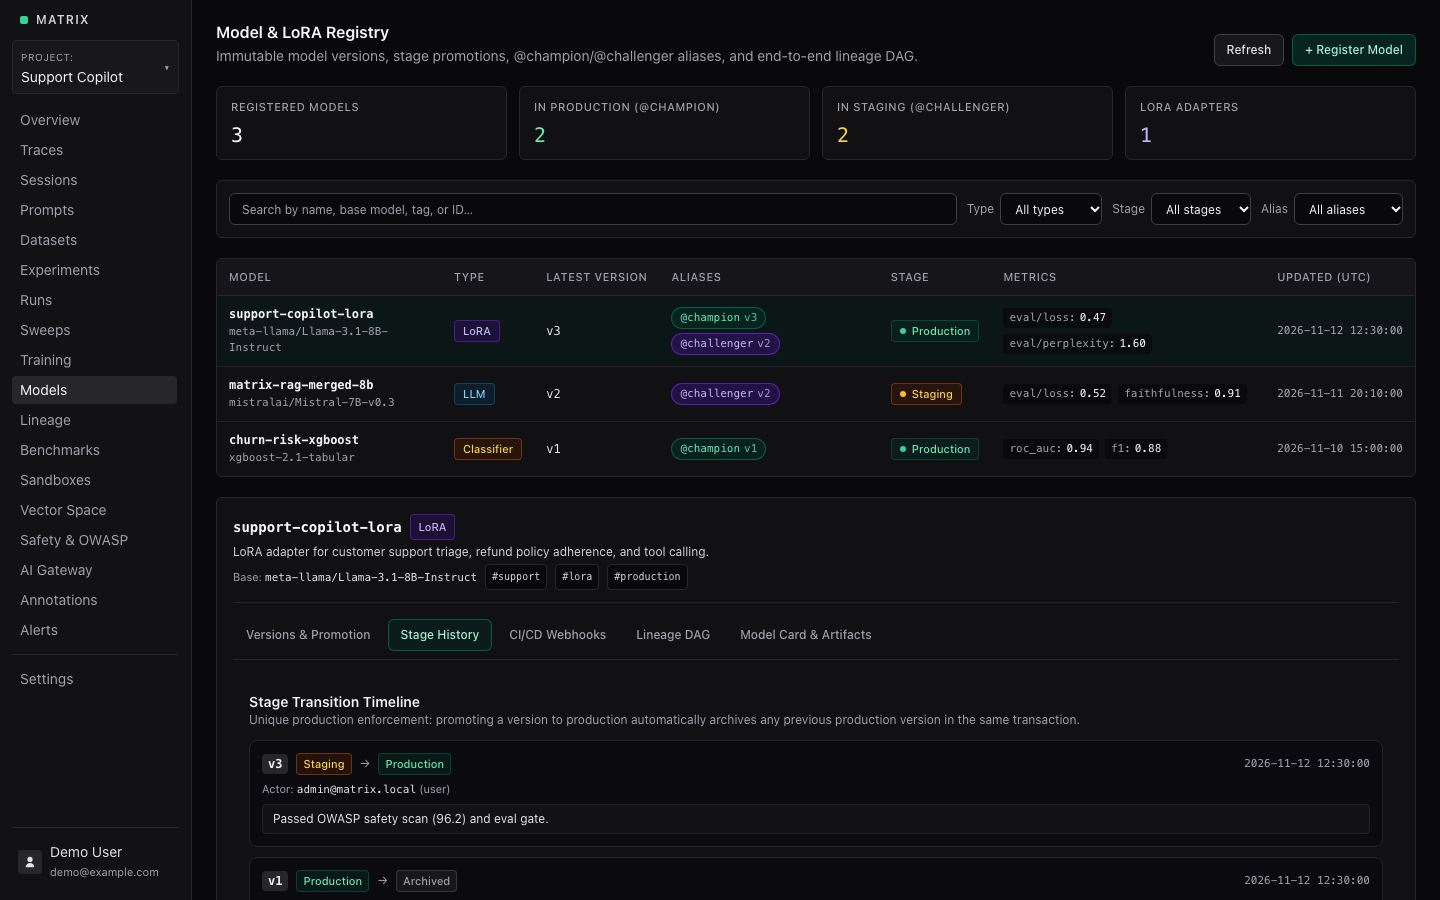 MATRIX
PROJECT:
Support Copilot
Overview
Traces
Sessions
Prompts
Datasets
Experiments
Runs
Sweeps
Training
Models
Lineage
Benchmarks
Sandboxes
Vector Space
Safety & OWASP
AI Gateway
Annotations
Alerts
Settings
Demo User
demo@example.com
Model & LoRA Registry
Immutable model versions, stage promotions, @champion/@challenger aliases, and end-to-end lineage DAG.
Refresh
+ Register Model
REGISTERED MODELS
3
IN PRODUCTION (@CHAMPION)
2
IN STAGING (@CHALLENGER)
2
LORA ADAPTERS
1
Search by name, base model, tag, or ID...
Type All types Stage All stages Alias All aliases
MODEL TYPE LATEST VERSION ALIASES STAGE METRICS UPDATED (UTC)
support-copilot-lora
meta-llama/Llama-3.1-8B-
Instruct
LoRA
v3
@champion v3
@challenger v2
Production
eval/loss: 0.47
eval/perplexity: 1.60
2026-11-12 12:30:00
matrix-rag-merged-8b
mistralai/Mistral-7B-v0.3
LLM
v2
@challenger v2
Staging
eval/loss: 0.52 faithfulness: 0.91
2026-11-11 20:10:00
churn-risk-xgboost
xgboost-2.1-tabular
Classifier
v1
@champion v1
Production
roc_auc: 0.94 f1: 0.88
2026-11-10 15:00:00
support-copilot-lora LoRA
LoRA adapter for customer support triage, refund policy adherence, and tool calling.
Base: meta-llama/Llama-3.1-8B-Instruct #support #lora #production
Versions & Promotion Stage History CI/CD Webhooks Lineage DAG Model Card & Artifacts
Stage Transition Timeline
Unique production enforcement: promoting a version to production automatically archives any previous production version in the same transaction.
v3 Staging → Production 2026-11-12 12:30:00
Actor: admin@matrix.local (user)
Passed OWASP safety scan (96.2) and eval gate.
v1 Production → Archived 2026-11-12 12:30:00